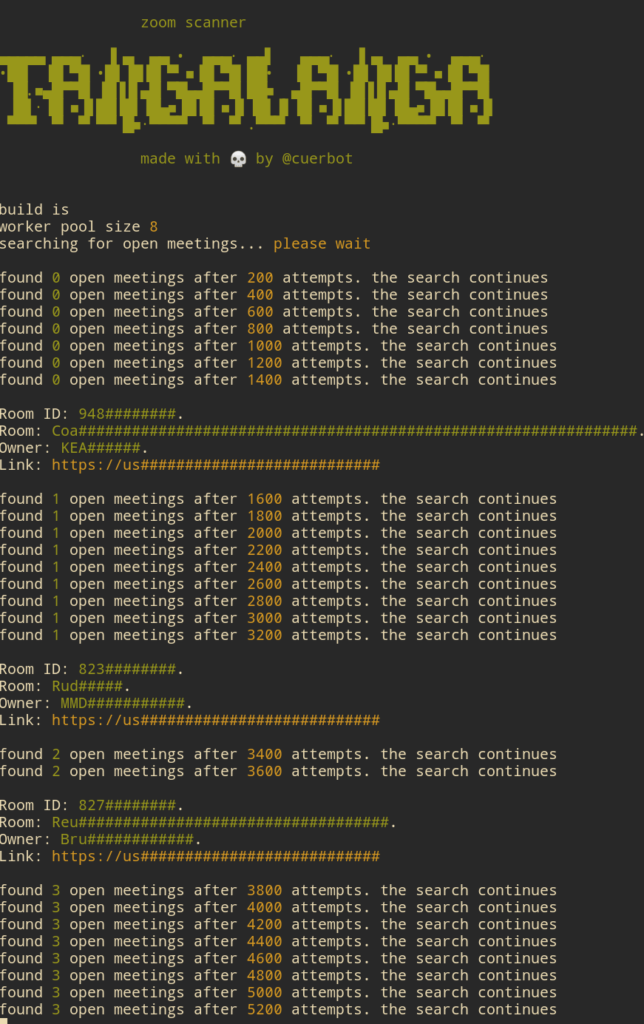 zoom scanner
TANGALANGA
made with 💀 by @cuerbot
build is
worker pool size 8
searching for open meetings... please wait
found 0 open meetings after 200 attempts. the search continues
found 0 open meetings after 400 attempts. the search continues
found 0 open meetings after 600 attempts. the search continues
found 0 open meetings after 800 attempts. the search continues
found 0 open meetings after 1000 attempts. the search continues
found 0 open meetings after 1200 attempts. the search continues
found 0 open meetings after 1400 attempts. the search continues
Room ID: 948########.
Room: Coa###############################################################.
Owner: KEA######.
Link: https://us###########################
found 1 open meetings after 1600 attempts. the search continues
found 1 open meetings after 1800 attempts. the search continues
found 1 open meetings after 2000 attempts. the search continues
found 1 open meetings after 2200 attempts. the search continues
found 1 open meetings after 2400 attempts. the search continues
found 1 open meetings after 2600 attempts. the search continues
found 1 open meetings after 2800 attempts. the search continues
found 1 open meetings after 3000 attempts. the search continues
found 1 open meetings after 3200 attempts. the search continues
Room ID: 823########.
Room: Rud#####.
Owner: MMD###########.
Link: https://us###########################
found 2 open meetings after 3400 attempts. the search continues
found 2 open meetings after 3600 attempts. the search continues
Room ID: 827########.
Room: Reu###################################.
Owner: Bru############.
Link: https://us###########################
found 3 open meetings after 3800 attempts. the search continues
found 3 open meetings after 4000 attempts. the search continues
found 3 open meetings after 4200 attempts. the search continues
found 3 open meetings after 4400 attempts. the search continues
found 3 open meetings after 4600 attempts. the search continues
found 3 open meetings after 4800 attempts. the search continues
found 3 open meetings after 5000 attempts. the search continues
found 3 open meetings after 5200 attempts. the search continues